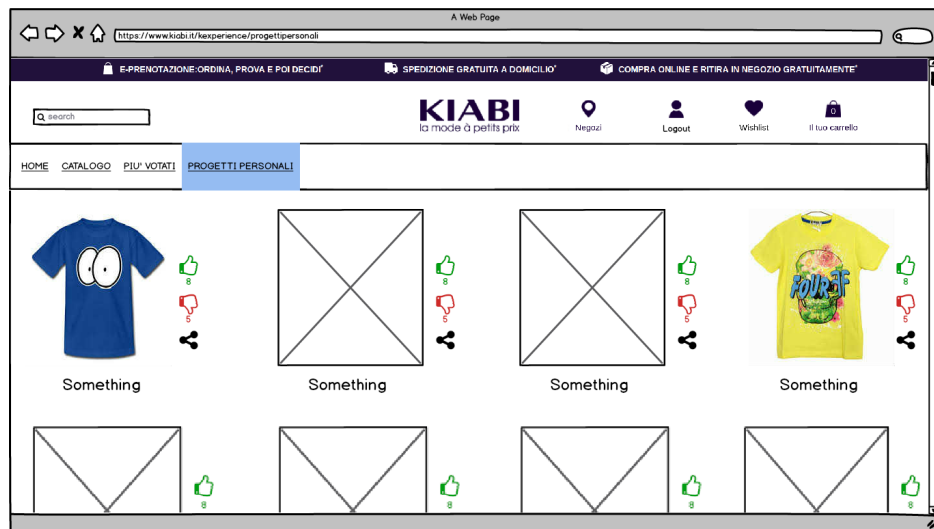 A Web Page
https://www.kiabi.it/kexperience/progettipersonali
E-PRENOTAZIONE:ORDINA, PROVA E POI DECIDI* SPEDIZIONE GRATUITA A DOMICILIO* COMPRA ONLINE E RITIRA IN NEGOZIO GRATUITAMENTE*
search
KIABI
la mode à petits prix
Negozi Logout Wishlist 0 Il tuo carrello
HOME CATALOGO PIU' VOTATI PROGETTI PERSONALI
8 8 8 8
FOUR
5 5 5 5
Something Something Something Something
8 8 8 8